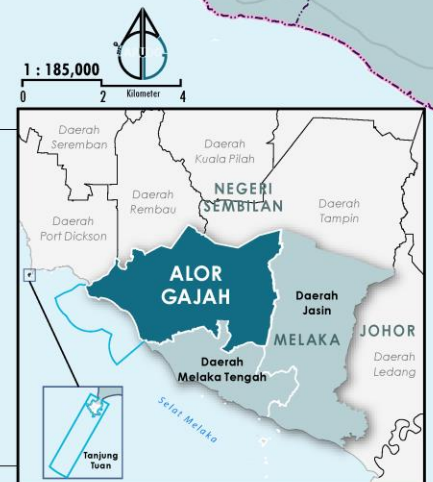 1 : 185,000
0 2 Kilometer 4
Daerah
Seremban
Daerah
Kuala Pilah
Daerah
Rembau
NEGERI
SEMBILAN
Daerah
Tampin
Daerah
Port Dickson
ALOR
GAJAH
Daerah
Jasin
MELAKA
JOHOR
Daerah
Ledang
Daerah
Melaka Tengah
Selat Melaka
Tanjung
Tuan